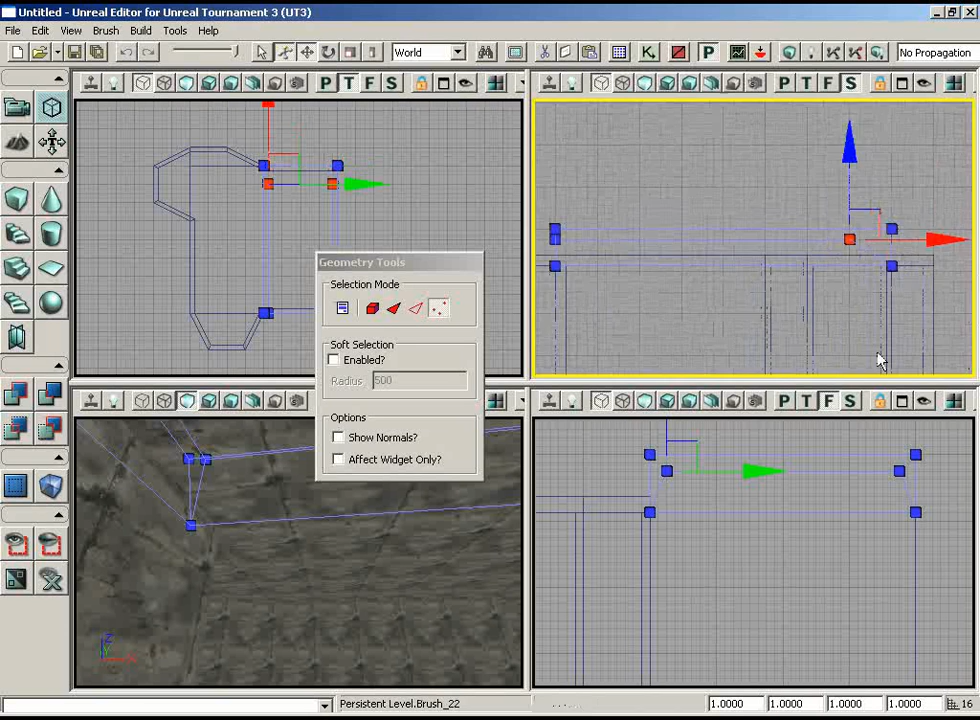 Untitled - Unreal Editor for Unreal Tournament 3 (UT3)
File Edit View Brush Build Tools Help
World
P
No Propagation
P T F S
P T F S
Geometry Tools
Selection Mode
Soft Selection
Enabled?
Radius 500
Options
Show Normals?
Affect Widget Only?
P T F S
Z
Y
X
Persistent Level.Brush_22
1.0000 1.0000 1.0000 1.0000 16